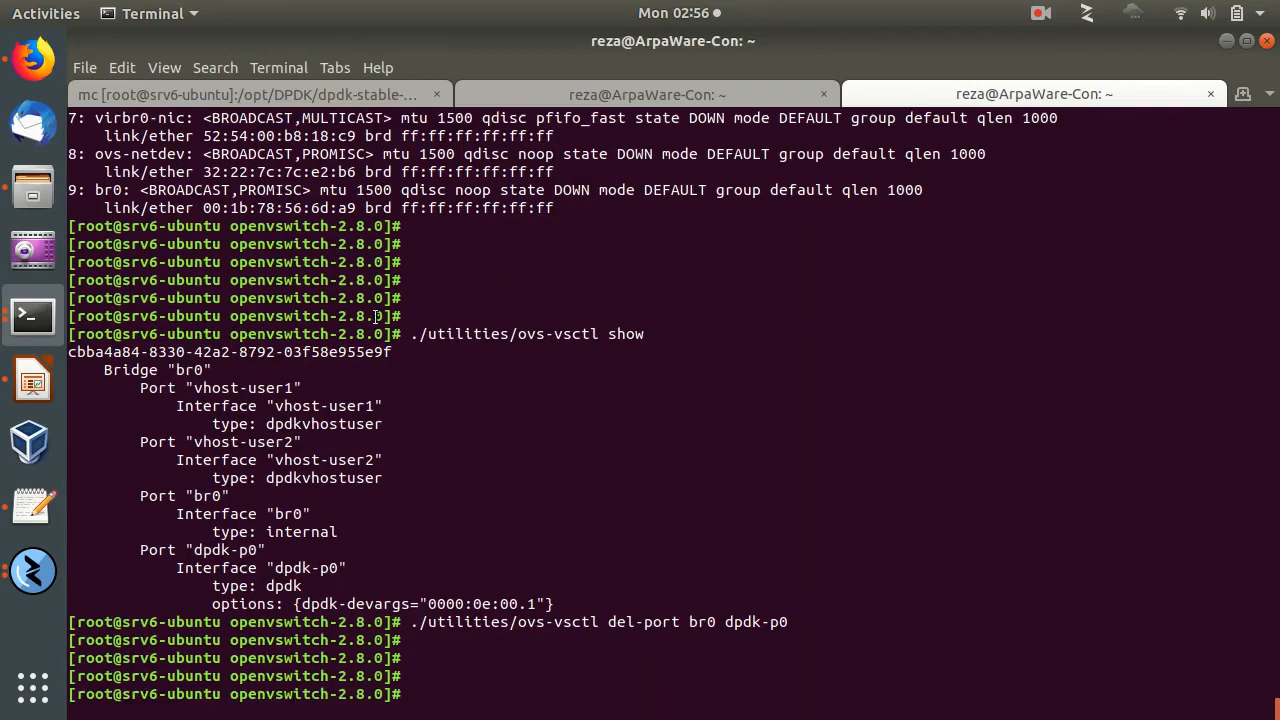 Activities Terminal Mon 02:56
reza@ArpaWare-Con: ~
File Edit View Search Terminal Tabs Help
mc [root@srv6-ubuntu]:/opt/DPDK/dpdk-stable-... × reza@ArpaWare-Con: ~ × reza@ArpaWare-Con: ~ ×
7: virbr0-nic: <BROADCAST,MULTICAST> mtu 1500 qdisc pfifo_fast state DOWN mode DEFAULT group default qlen 1000
    link/ether 52:54:00:b8:18:c9 brd ff:ff:ff:ff:ff:ff
8: ovs-netdev: <BROADCAST,PROMISC> mtu 1500 qdisc noop state DOWN mode DEFAULT group default qlen 1000
    link/ether 32:22:7c:7c:e2:b6 brd ff:ff:ff:ff:ff:ff
9: br0: <BROADCAST,PROMISC> mtu 1500 qdisc noop state DOWN mode DEFAULT group default qlen 1000
    link/ether 00:1b:78:56:6d:a9 brd ff:ff:ff:ff:ff:ff
[root@srv6-ubuntu openvswitch-2.8.0]#
[root@srv6-ubuntu openvswitch-2.8.0]#
[root@srv6-ubuntu openvswitch-2.8.0]#
[root@srv6-ubuntu openvswitch-2.8.0]#
[root@srv6-ubuntu openvswitch-2.8.0]#
[root@srv6-ubuntu openvswitch-2.8.0]#
[root@srv6-ubuntu openvswitch-2.8.0]# ./utilities/ovs-vsctl show
cbba4a84-8330-42a2-8792-03f58e955e9f
    Bridge "br0"
        Port "vhost-user1"
            Interface "vhost-user1"
                type: dpdkvhostuser
        Port "vhost-user2"
            Interface "vhost-user2"
                type: dpdkvhostuser
        Port "br0"
            Interface "br0"
                type: internal
        Port "dpdk-p0"
            Interface "dpdk-p0"
                type: dpdk
                options: {dpdk-devargs="0000:0e:00.1"}
[root@srv6-ubuntu openvswitch-2.8.0]# ./utilities/ovs-vsctl del-port br0 dpdk-p0
[root@srv6-ubuntu openvswitch-2.8.0]#
[root@srv6-ubuntu openvswitch-2.8.0]#
[root@srv6-ubuntu openvswitch-2.8.0]#
[root@srv6-ubuntu openvswitch-2.8.0]#